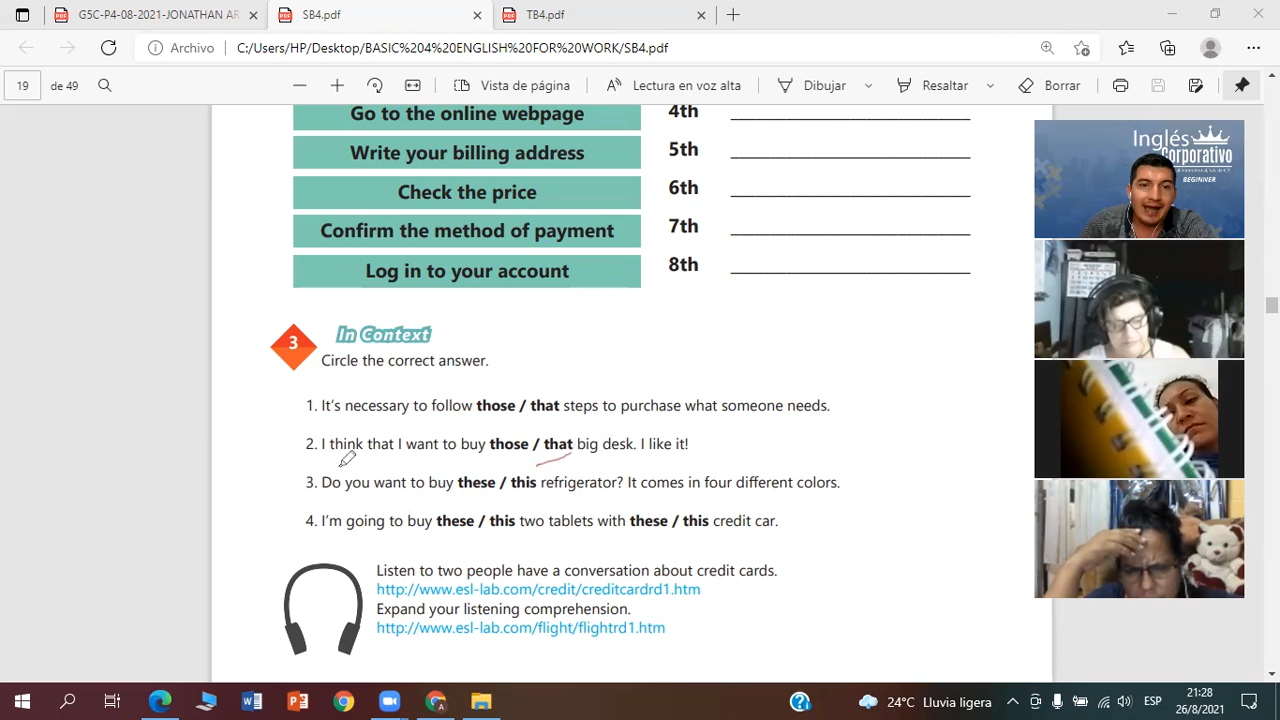 G5C-P4-08-2021-JONATHAN AR
SB4.pdf
TB4.pdf
Archivo
C:/Users/HP/Desktop/BASIC%204%20ENGLISH%20FOR%20WORK/SB4.pdf
19 de 49
Vista de página
Lectura en voz alta
Dibujar
Resaltar
Borrar
Go to the online webpage
4th
Write your billing address
5th
Check the price
6th
Confirm the method of payment
7th
Log in to your account
8th
3
In Context
Circle the correct answer.
1. It's necessary to follow those / that steps to purchase what someone needs.
2. I think that I want to buy those / that big desk. I like it!
3. Do you want to buy these / this refrigerator? It comes in four different colors.
4. I'm going to buy these / this two tablets with these / this credit car.
Listen to two people have a conversation about credit cards.
http://www.esl-lab.com/credit/creditcardrd1.htm
Expand your listening comprehension.
http://www.esl-lab.com/flight/flightrd1.htm
Inglés
Corporativo
BEGINNER
24°C Lluvia ligera
ESP
21:28
26/8/2021